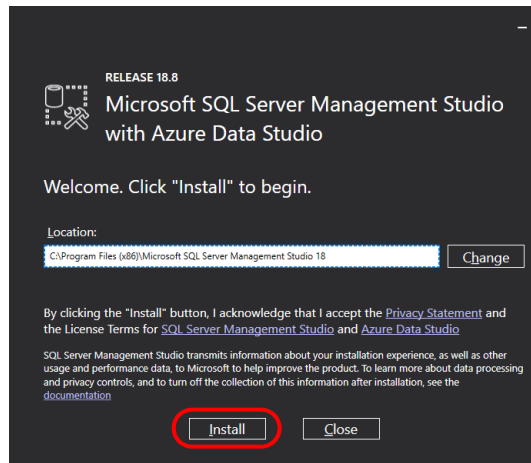 RELEASE 18.8
Microsoft SQL Server Management Studio
with Azure Data Studio
Welcome. Click "Install" to begin.
Location:
C:\Program Files (x86)\Microsoft SQL Server Management Studio 18
Change
By clicking the "Install" button, I acknowledge that I accept the Privacy Statement and
the License Terms for SQL Server Management Studio and Azure Data Studio
SQL Server Management Studio transmits information about your installation experience, as well as other
usage and performance data, to Microsoft to help improve the product. To learn more about data processing
and privacy controls, and to turn off the collection of this information after installation, see the
documentation
Install
Close